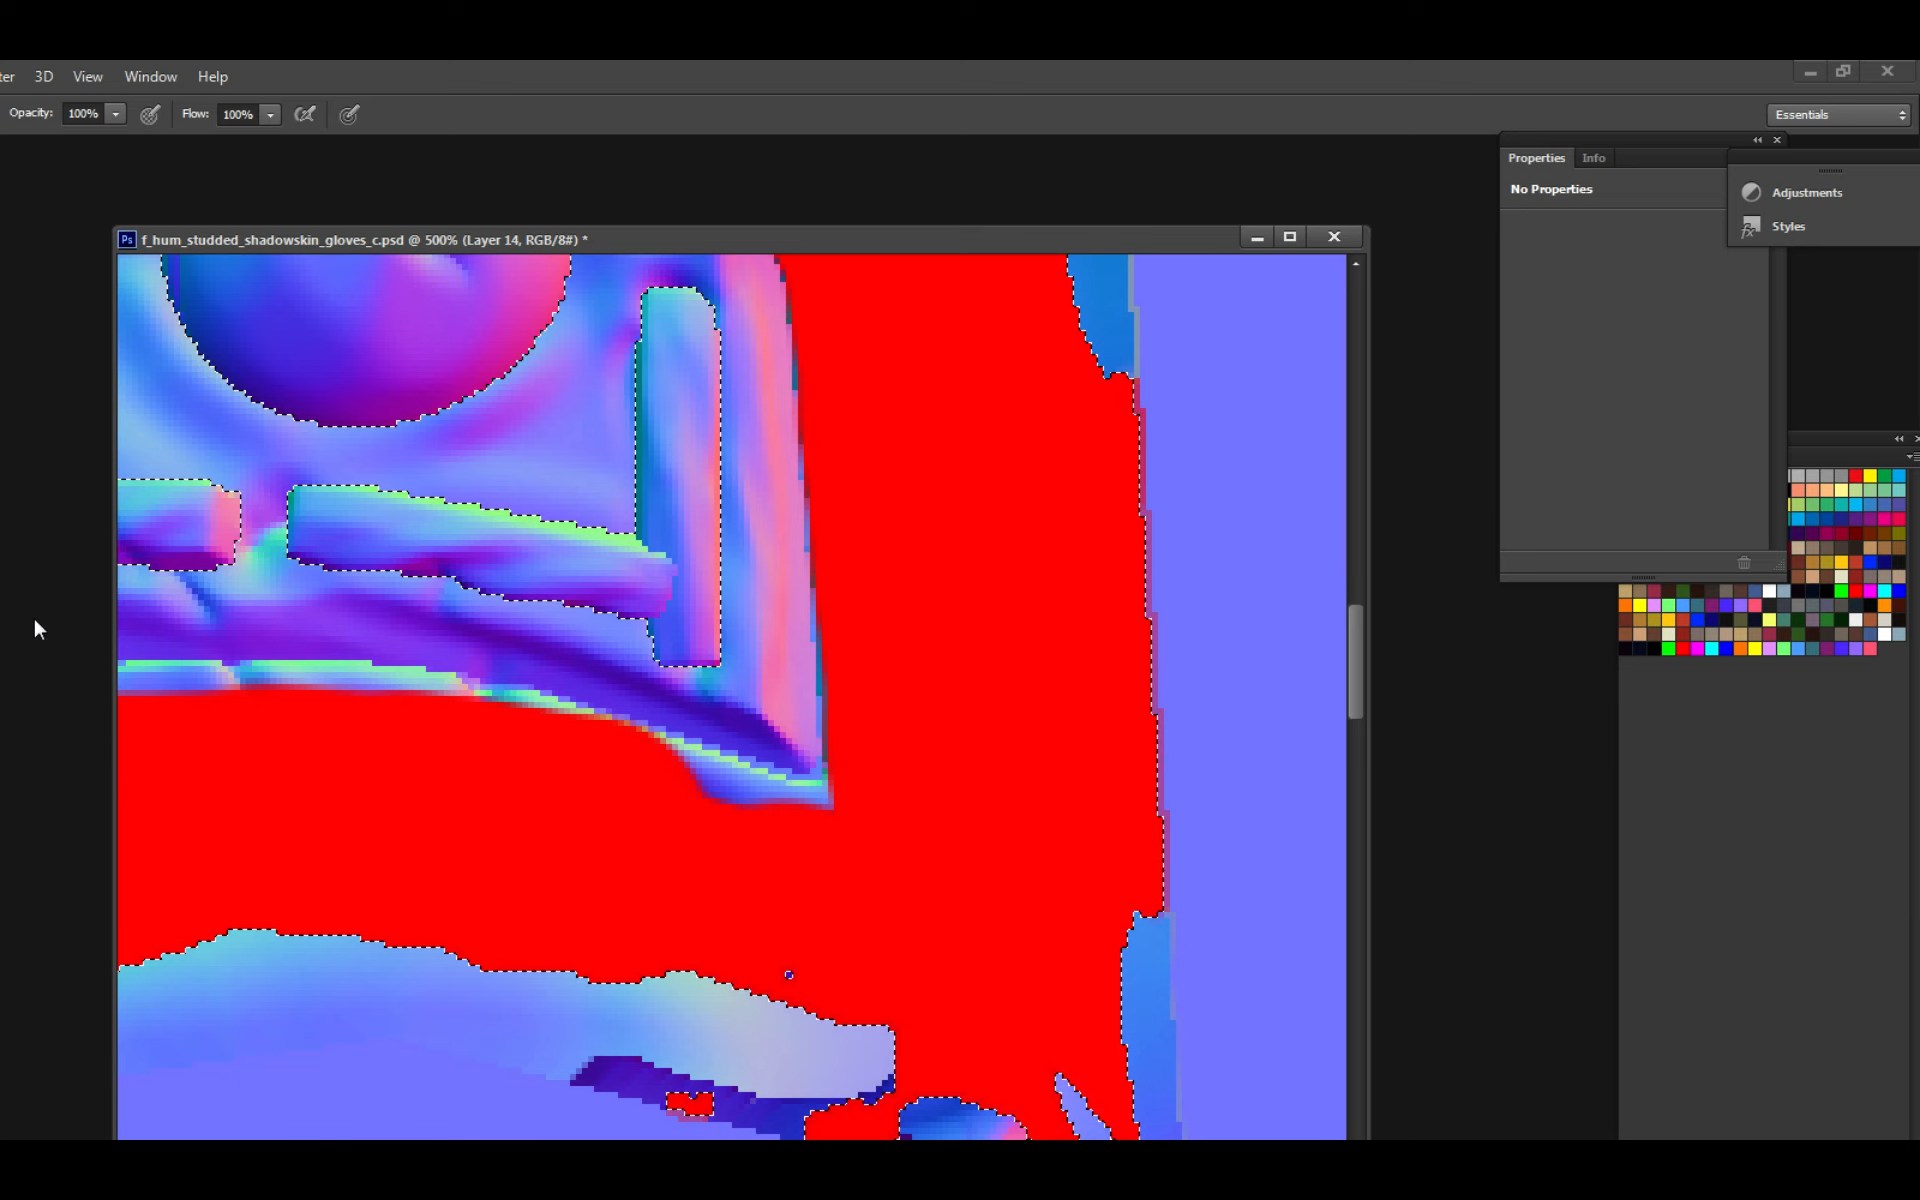 ter 3D View Window Help
Opacity: 100% Flow: 100% Essentials
Properties Info
No Properties
Adjustments
Styles
Ps f_hum_studded_shadowskin_gloves_c.psd @ 500% (Layer 14, RGB/8#) *